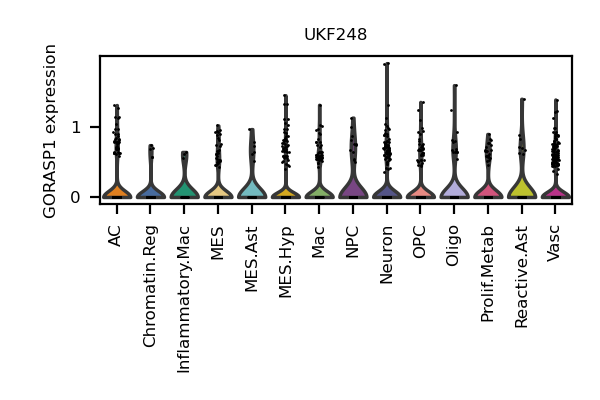 UKF248
GORASP1 expression
1
0
AC
Chromatin.Reg
Inflammatory.Mac
MES
MES.Ast
MES.Hyp
Mac
NPC
Neuron
OPC
Oligo
Prolif.Metab
Reactive.Ast
Vasc